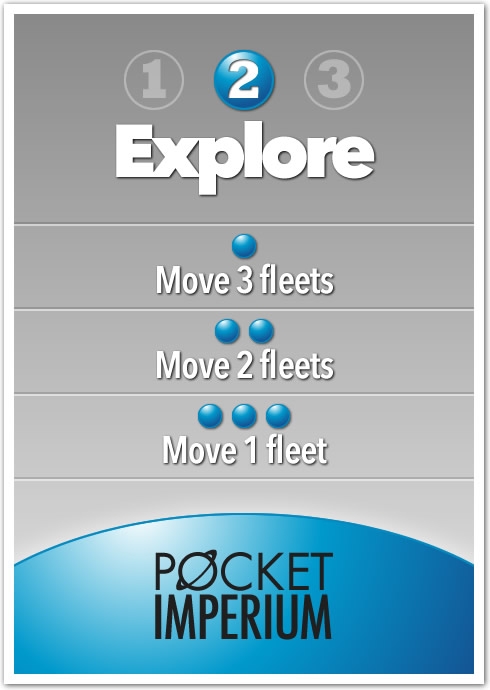 1 2 3
Explore
Move 3 fleets
Move 2 fleets
Move 1 fleet
POCKET
IMPERIUM